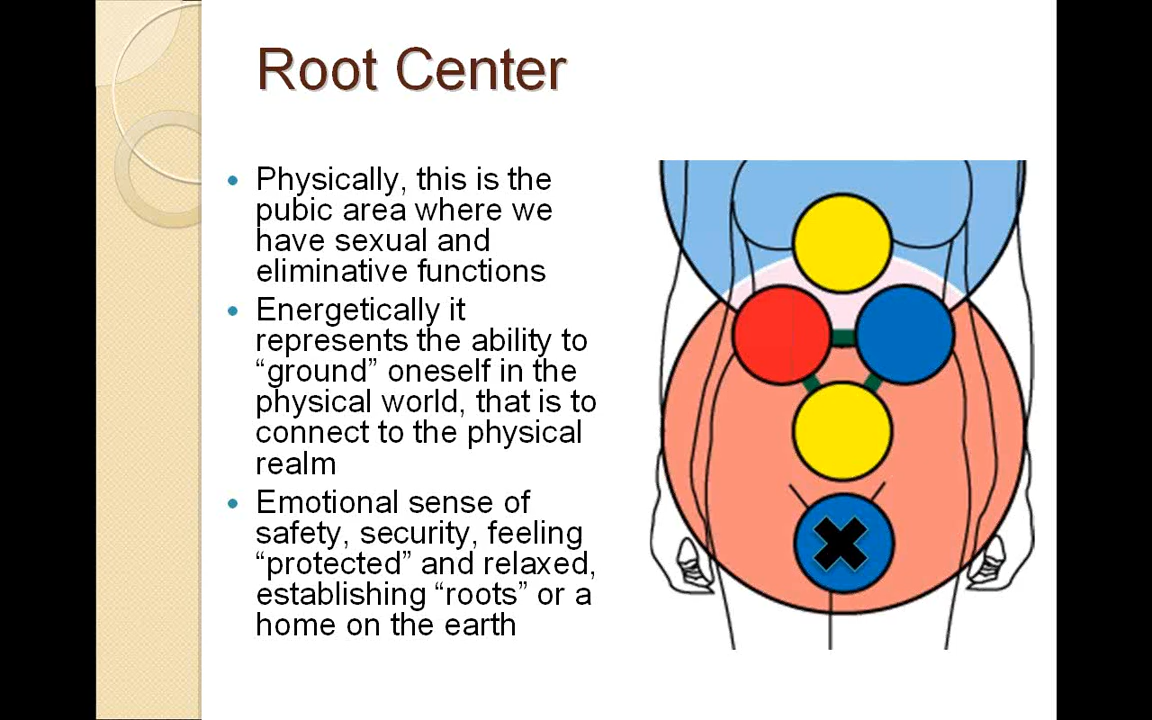 Root Center
• Physically, this is the
pubic area where we
have sexual and
eliminative functions
• Energetically it
represents the ability to
“ground” oneself in the
physical world, that is to
connect to the physical
realm
• Emotional sense of
safety, security, feeling
“protected” and relaxed,
establishing “roots” or a
home on the earth